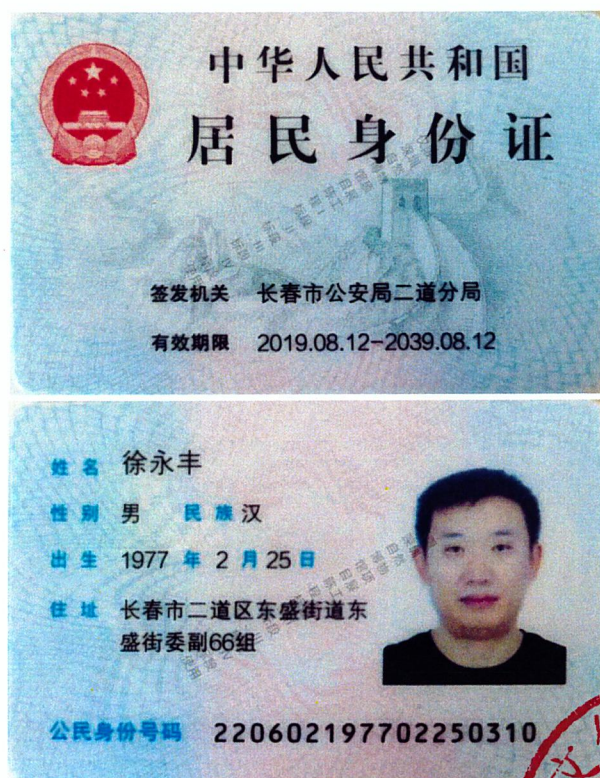 中华人民共和国
居民身份证
签发机关 长春市公安局二道分局
有效期限 2019.08.12-2039.08.12
姓名 徐永丰
性别 男 民族 汉
出生 1977 年 2 月 25 日
住址 长春市二道区东盛街道东
盛街委副66组
公民身份号码 220602197702250310